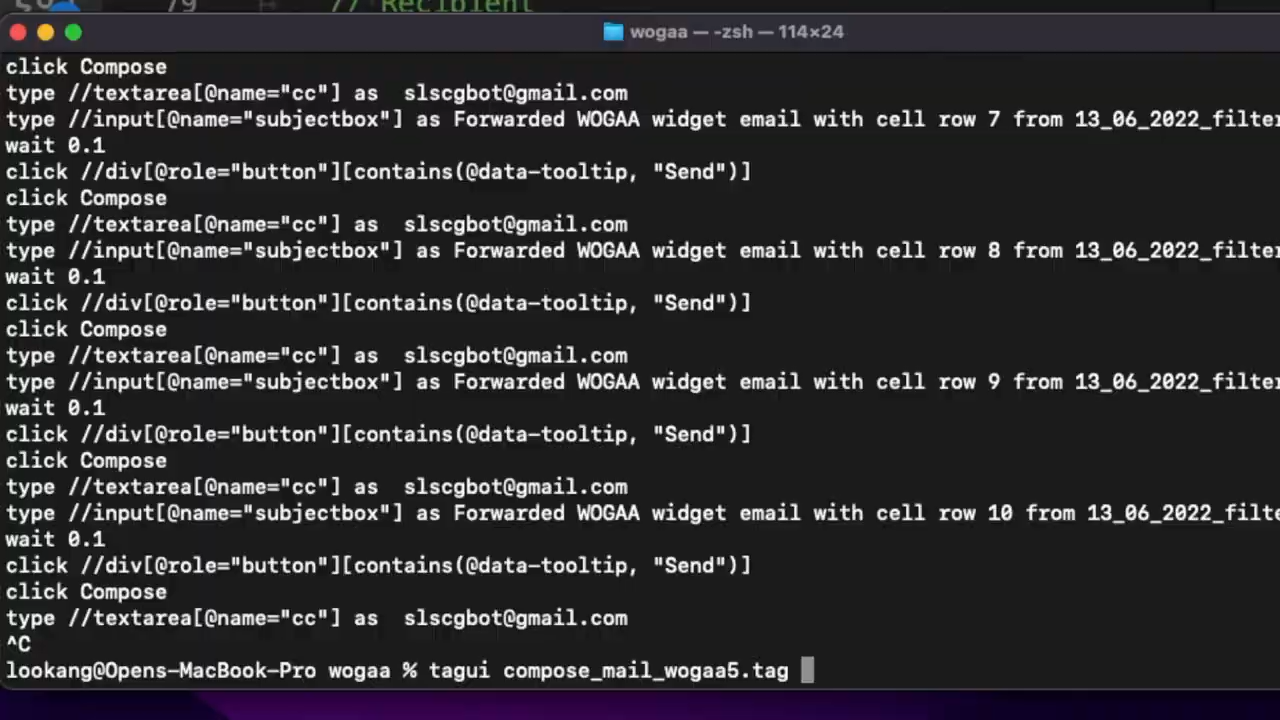 79 // Recipient
wogaa — -zsh — 114×24
click Compose
type //textarea[@name="cc"] as  slscgbot@gmail.com
type //input[@name="subjectbox"] as Forwarded WOGAA widget email with cell row 7 from 13_06_2022_filter
wait 0.1
click //div[@role="button"][contains(@data-tooltip, "Send")]
click Compose
type //textarea[@name="cc"] as  slscgbot@gmail.com
type //input[@name="subjectbox"] as Forwarded WOGAA widget email with cell row 8 from 13_06_2022_filter
wait 0.1
click //div[@role="button"][contains(@data-tooltip, "Send")]
click Compose
type //textarea[@name="cc"] as  slscgbot@gmail.com
type //input[@name="subjectbox"] as Forwarded WOGAA widget email with cell row 9 from 13_06_2022_filter
wait 0.1
click //div[@role="button"][contains(@data-tooltip, "Send")]
click Compose
type //textarea[@name="cc"] as  slscgbot@gmail.com
type //input[@name="subjectbox"] as Forwarded WOGAA widget email with cell row 10 from 13_06_2022_filte
wait 0.1
click //div[@role="button"][contains(@data-tooltip, "Send")]
click Compose
type //textarea[@name="cc"] as  slscgbot@gmail.com
^C
lookang@Opens-MacBook-Pro wogaa % tagui compose_mail_wogaa5.tag